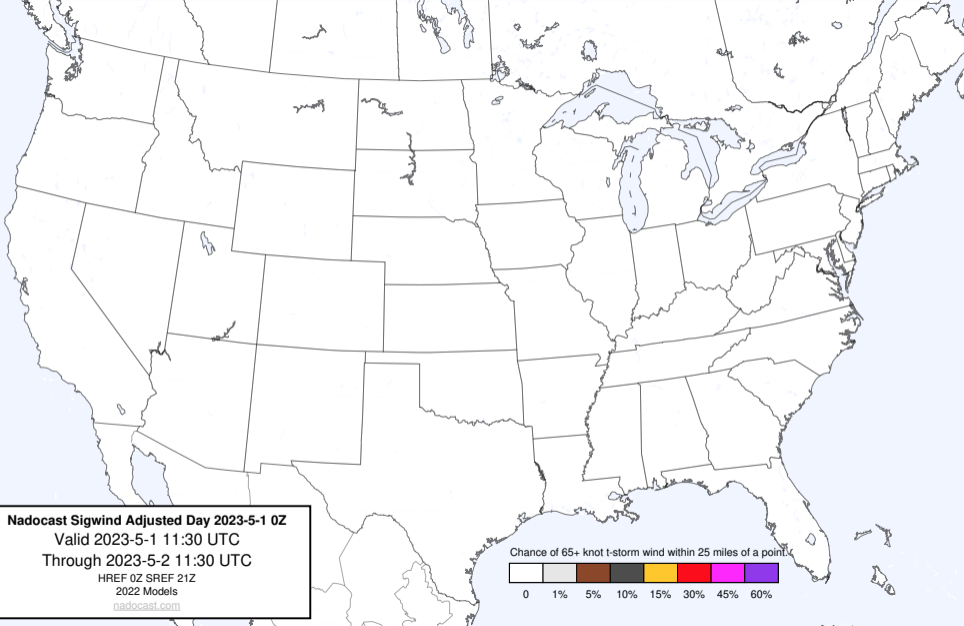 Nadocast Sigwind Adjusted Day 2023-5-1 0Z
Valid 2023-5-1 11:30 UTC
Through 2023-5-2 11:30 UTC
HREF 0Z SREF 21Z
2022 Models
nadocast.com
Chance of 65+ knot t-storm wind within 25 miles of a point.
0 1% 5% 10% 15% 30% 45% 60%